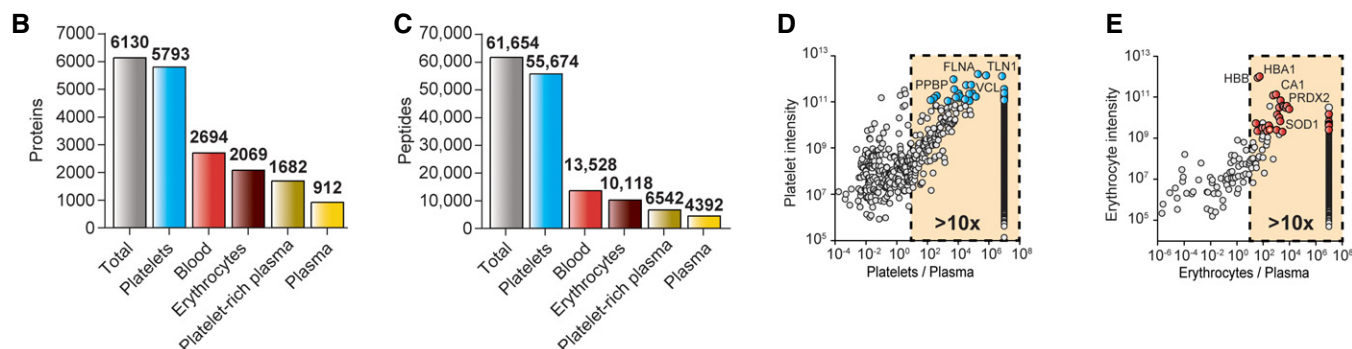 B
Proteins
7000
6000
5000
4000
3000
2000
1000
0
6130
5793
2694
2069
1682
912
Total
Platelets
Blood
Erythrocytes
Platelet-rich plasma
Plasma
C
Peptides
70,000
60,000
50,000
40,000
30,000
20,000
10,000
0
61,654
55,674
13,528
10,118
6542
4392
Total
Platelets
Blood
Erythrocytes
Platelet-rich plasma
Plasma
D
Platelet intensity
10¹³
10¹¹
10⁹
10⁷
10⁵
FLNA TLN1
PPBP VCL
>10x
10⁻⁴ 10⁻² 10⁰ 10² 10⁴ 10⁶ 10⁸
Platelets / Plasma
E
Erythrocyte intensity
10¹³
10¹¹
10⁹
10⁷
10⁵
HBB HBA1
CA1
PRDX2
SOD1
>10x
10⁻⁶ 10⁻⁴ 10⁻² 10⁰ 10² 10⁴ 10⁶ 10⁸
Erythrocytes / Plasma